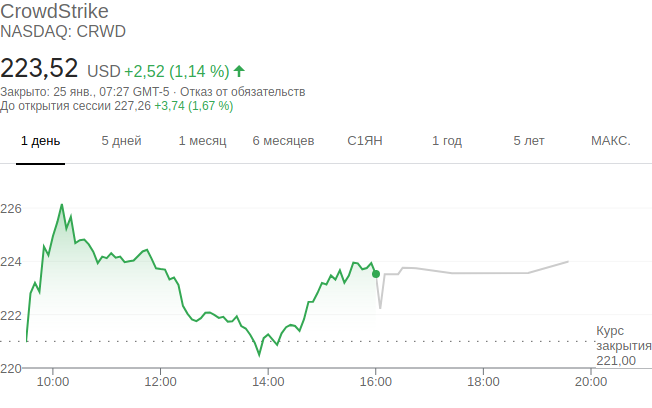 CrowdStrike
NASDAQ: CRWD
223,52 USD +2,52 (1,14 %)
Закрыто: 25 янв., 07:27 GMT-5 · Отказ от обязательств
До открытия сессии 227,26 +3,74 (1,67 %)
1 день 5 дней 1 месяц 6 месяцев С1ЯН 1 год 5 лет МАКС.
226
224
222
Курс
закрытия
221,00
220
10:00 12:00 14:00 16:00 18:00 20:00